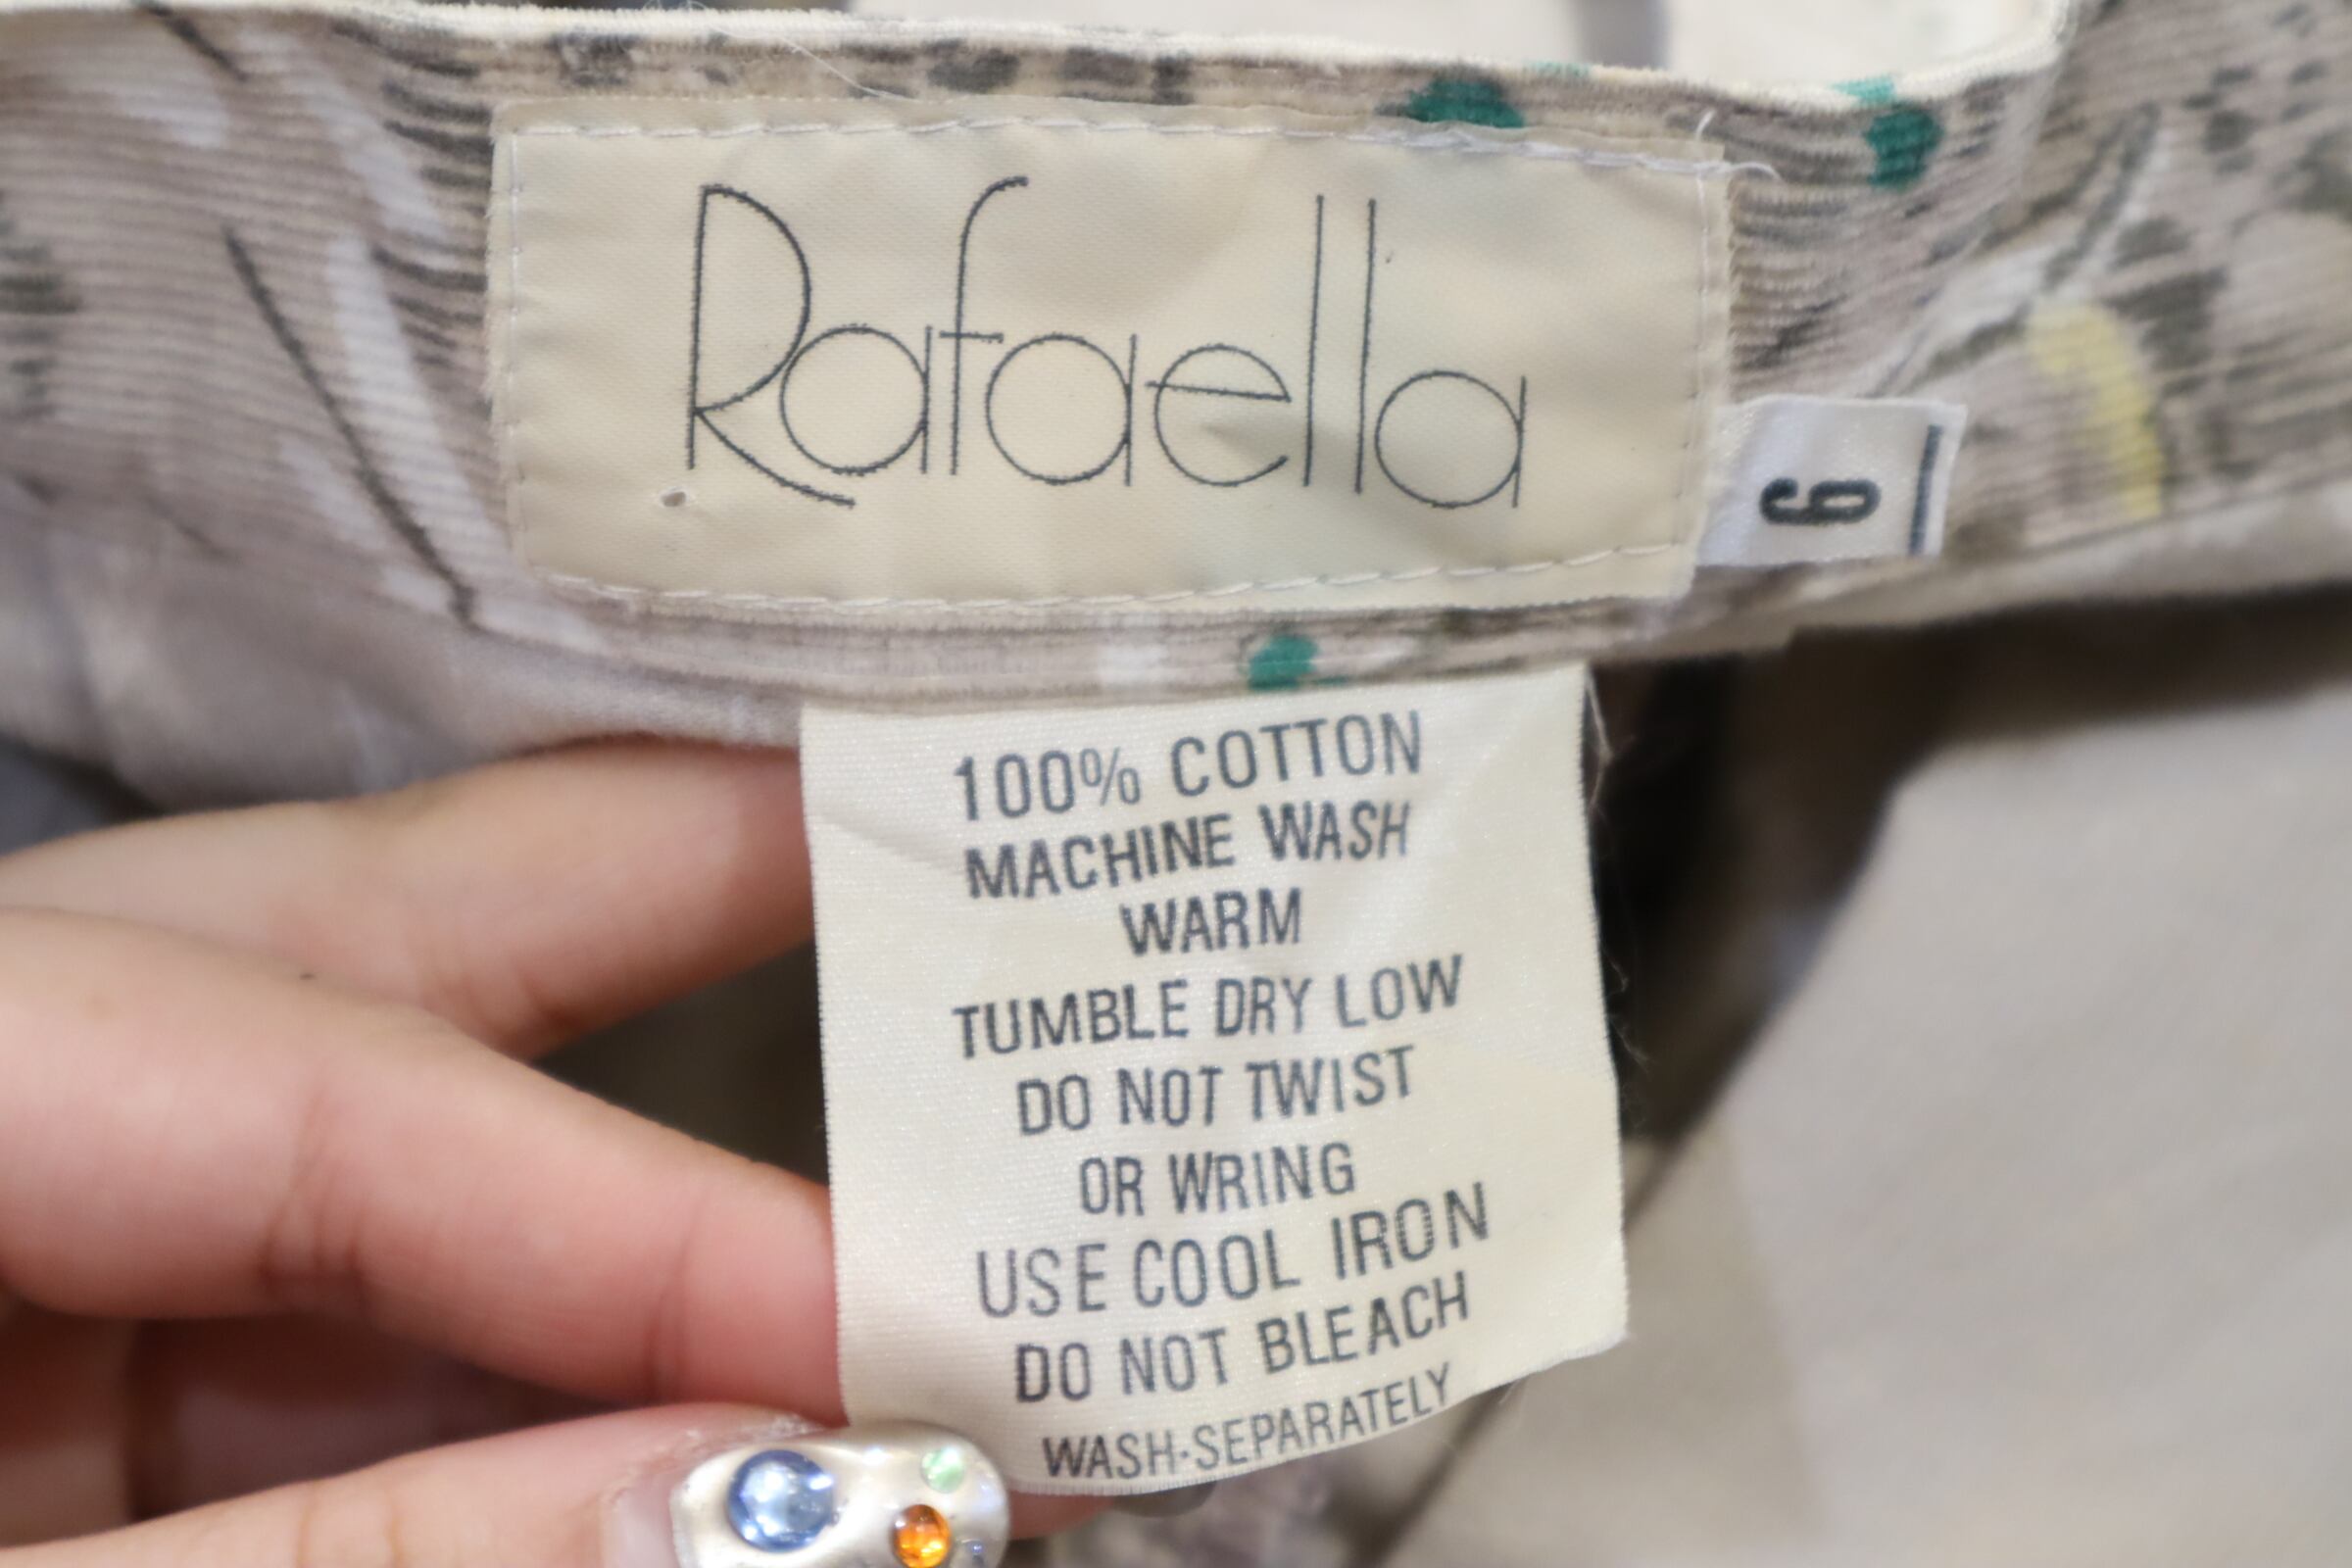 Rafaella
6
100% COTTON
MACHINE WASH
WARM
TUMBLE DRY LOW
DO NOT TWIST
OR WRING
USE COOL IRON
DO NOT BLEACH
WASH-SEPARATELY